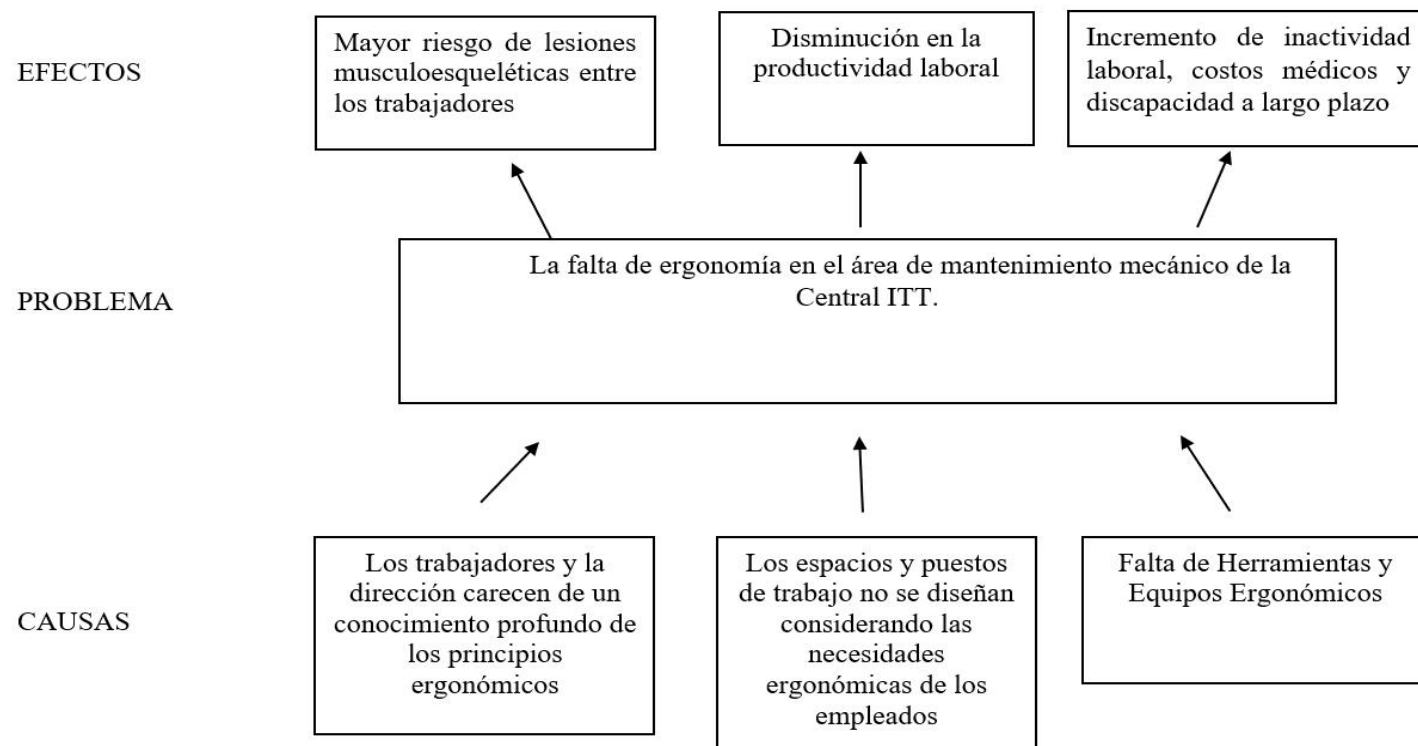 EFECTOS
Mayor riesgo de lesiones
musculoesqueléticas entre
los trabajadores
Disminución en la
productividad laboral
Incremento de inactividad
laboral, costos médicos y
discapacidad a largo plazo
PROBLEMA
La falta de ergonomía en el área de mantenimiento mecánico de la
Central ITT.
CAUSAS
Los trabajadores y la
dirección carecen de un
conocimiento profundo de
los principios
ergonómicos
Los espacios y puestos
de trabajo no se diseñan
considerando las
necesidades
ergonómicas de los
empleados
Falta de Herramientas y
Equipos Ergonómicos